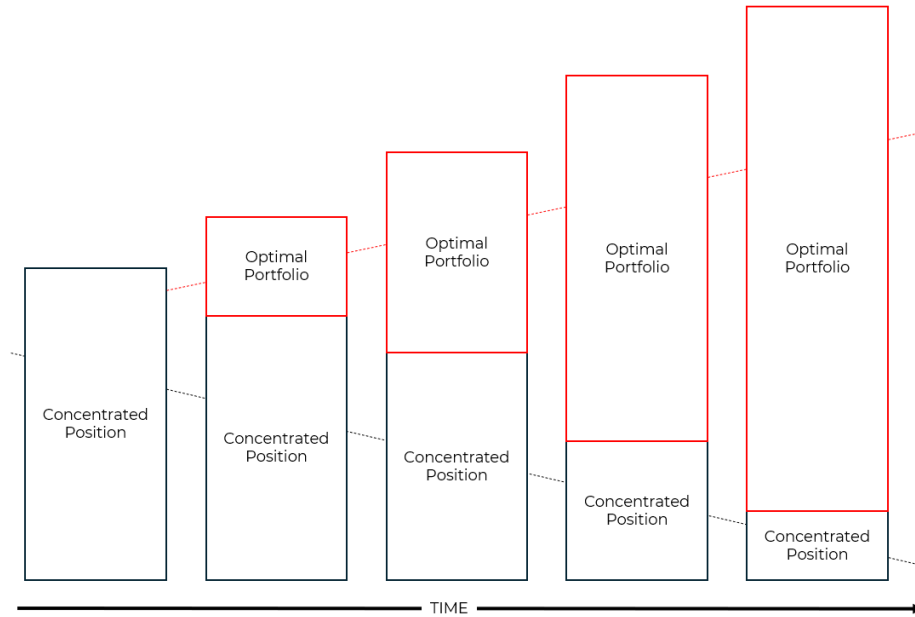 Concentrated
Position
Optimal
Portfolio
Concentrated
Position
Optimal
Portfolio
Concentrated
Position
Optimal
Portfolio
Concentrated
Position
Optimal
Portfolio
Concentrated
Position
TIME